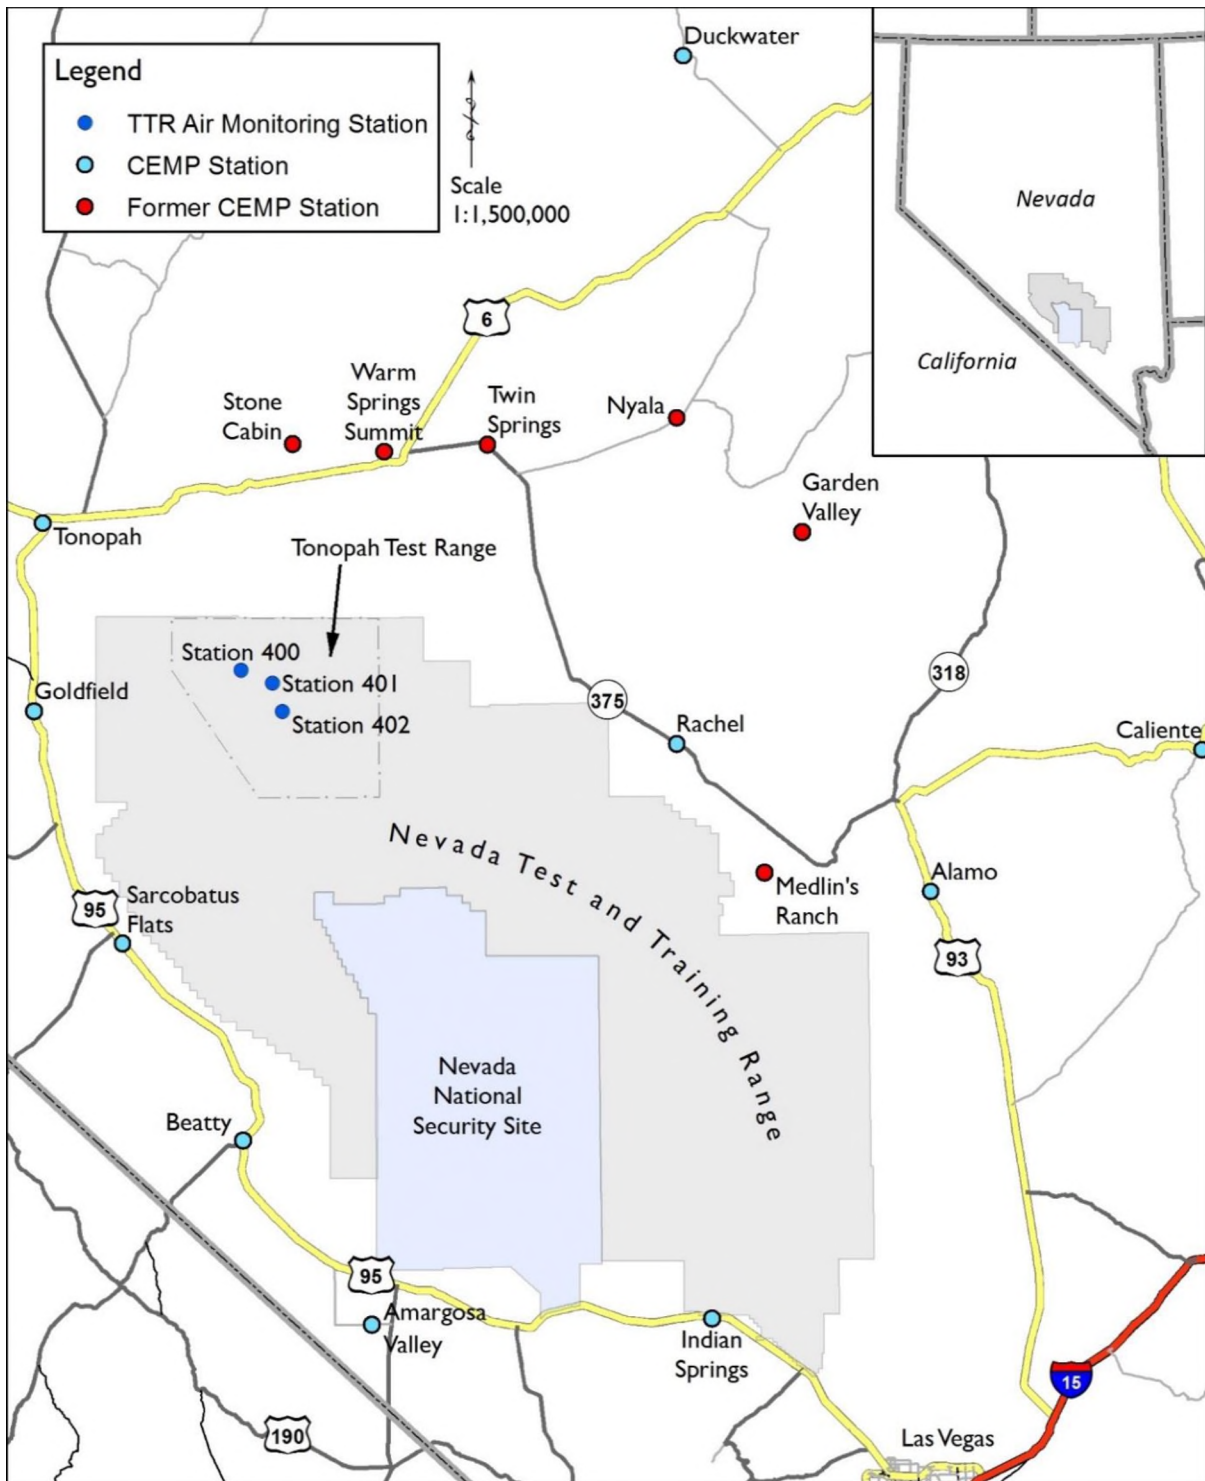 Duckwater
Legend
TTR Air Monitoring Station
CEMP Station
Former CEMP Station
Scale
1:1,500,000
Nevada
California
6
Stone
Cabin
Warm
Springs
Summit
Twin
Springs
Nyala
Garden
Valley
Tonopah
Tonopah Test Range
Station 400
Station 401
Station 402
Goldfield
375
318
Rachel
Caliente
Nevada Test and Training Range
Medlin's
Ranch
Alamo
95
Sarcobatus
Flats
93
Nevada
National
Security Site
Beatty
95
Amargosa
Valley
Indian
Springs
15
190
Las Vegas